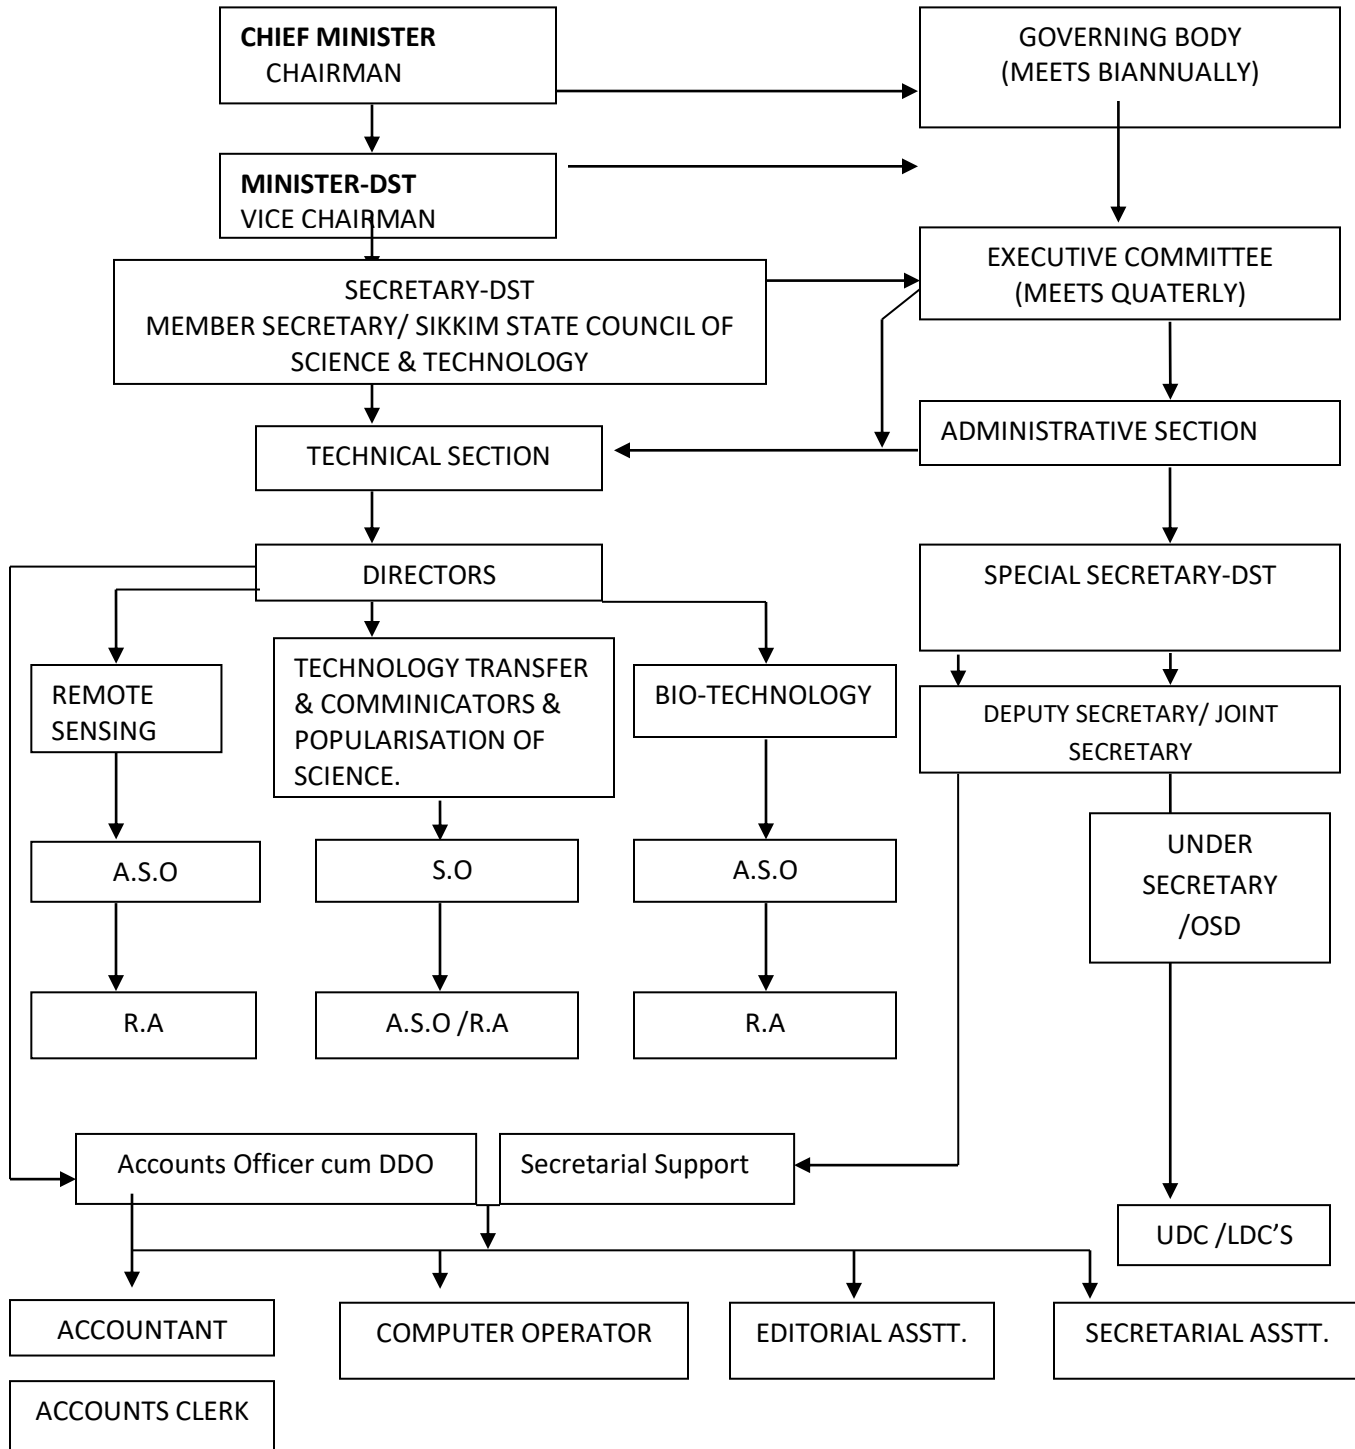 CHIEF MINISTER
CHAIRMAN
GOVERNING BODY
(MEETS BIANNUALLY)
MINISTER-DST
VICE CHAIRMAN
EXECUTIVE COMMITTEE
(MEETS QUATERLY)
SECRETARY-DST
MEMBER SECRETARY/ SIKKIM STATE COUNCIL OF
SCIENCE & TECHNOLOGY
ADMINISTRATIVE SECTION
TECHNICAL SECTION
DIRECTORS
SPECIAL SECRETARY-DST
REMOTE
SENSING
TECHNOLOGY TRANSFER
& COMMINICATORS &
POPULARISATION OF
SCIENCE.
BIO-TECHNOLOGY
DEPUTY SECRETARY/ JOINT
SECRETARY
A.S.O
S.O
A.S.O
UNDER
SECRETARY
/OSD
R.A
A.S.O /R.A
R.A
Accounts Officer cum DDO
Secretarial Support
UDC /LDC’S
ACCOUNTANT
COMPUTER OPERATOR
EDITORIAL ASSTT.
SECRETARIAL ASSTT.
ACCOUNTS CLERK